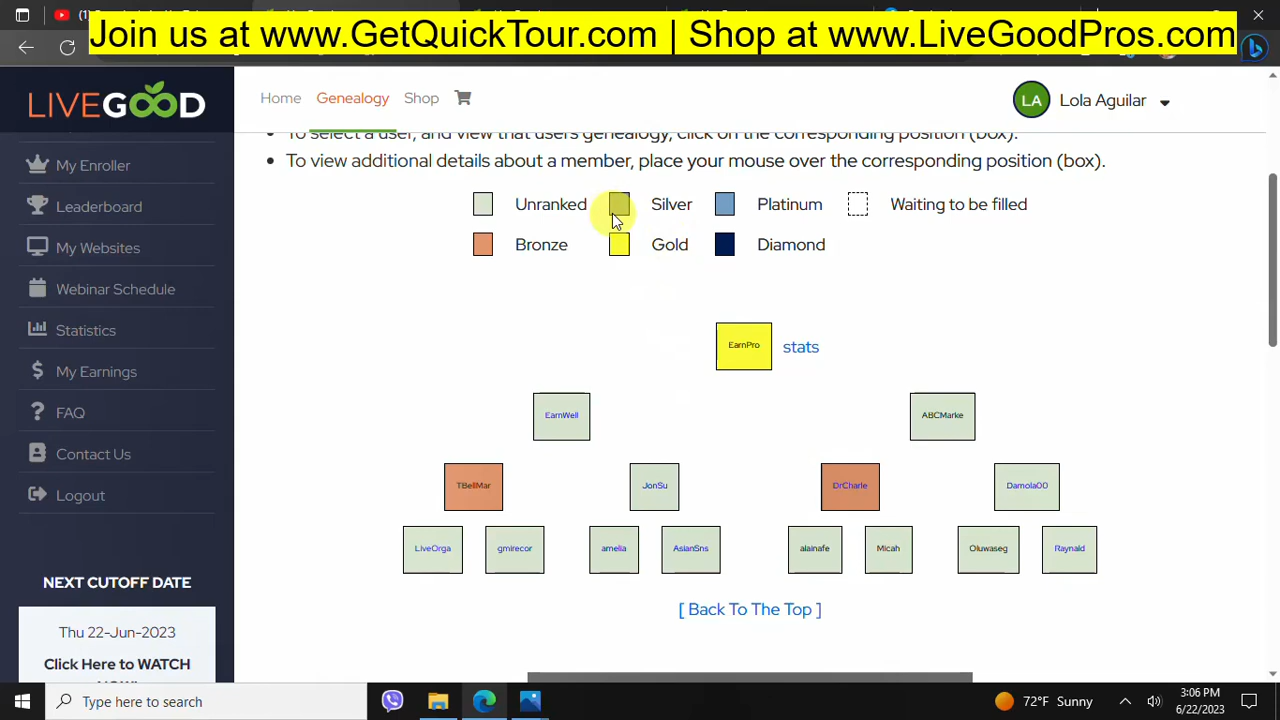 Join us at www.GetQuickTour.com | Shop at www.LiveGoodPros.com
LIVEGOOD
Home Genealogy Shop
LA Lola Aguilar
My Enroller
Leaderboard
My Websites
Webinar Schedule
Statistics
My Earnings
FAQ
Contact Us
Logout
NEXT CUTOFF DATE
Thu 22-Jun-2023
Click Here to WATCH
To select a user, and view that users genealogy, click on the corresponding position (box).
To view additional details about a member, place your mouse over the corresponding position (box).
Unranked Silver Platinum Waiting to be filled
Bronze Gold Diamond
EarnPro stats
EarnWell ABCMarke
TBellMar JonSu DrCharle Damola00
LiveOrga gmirecor amelia AsianSns alainafe Micah Oluwaseg Raynald
[ Back To The Top ]
Type here to search
72°F Sunny
3:06 PM
6/22/2023